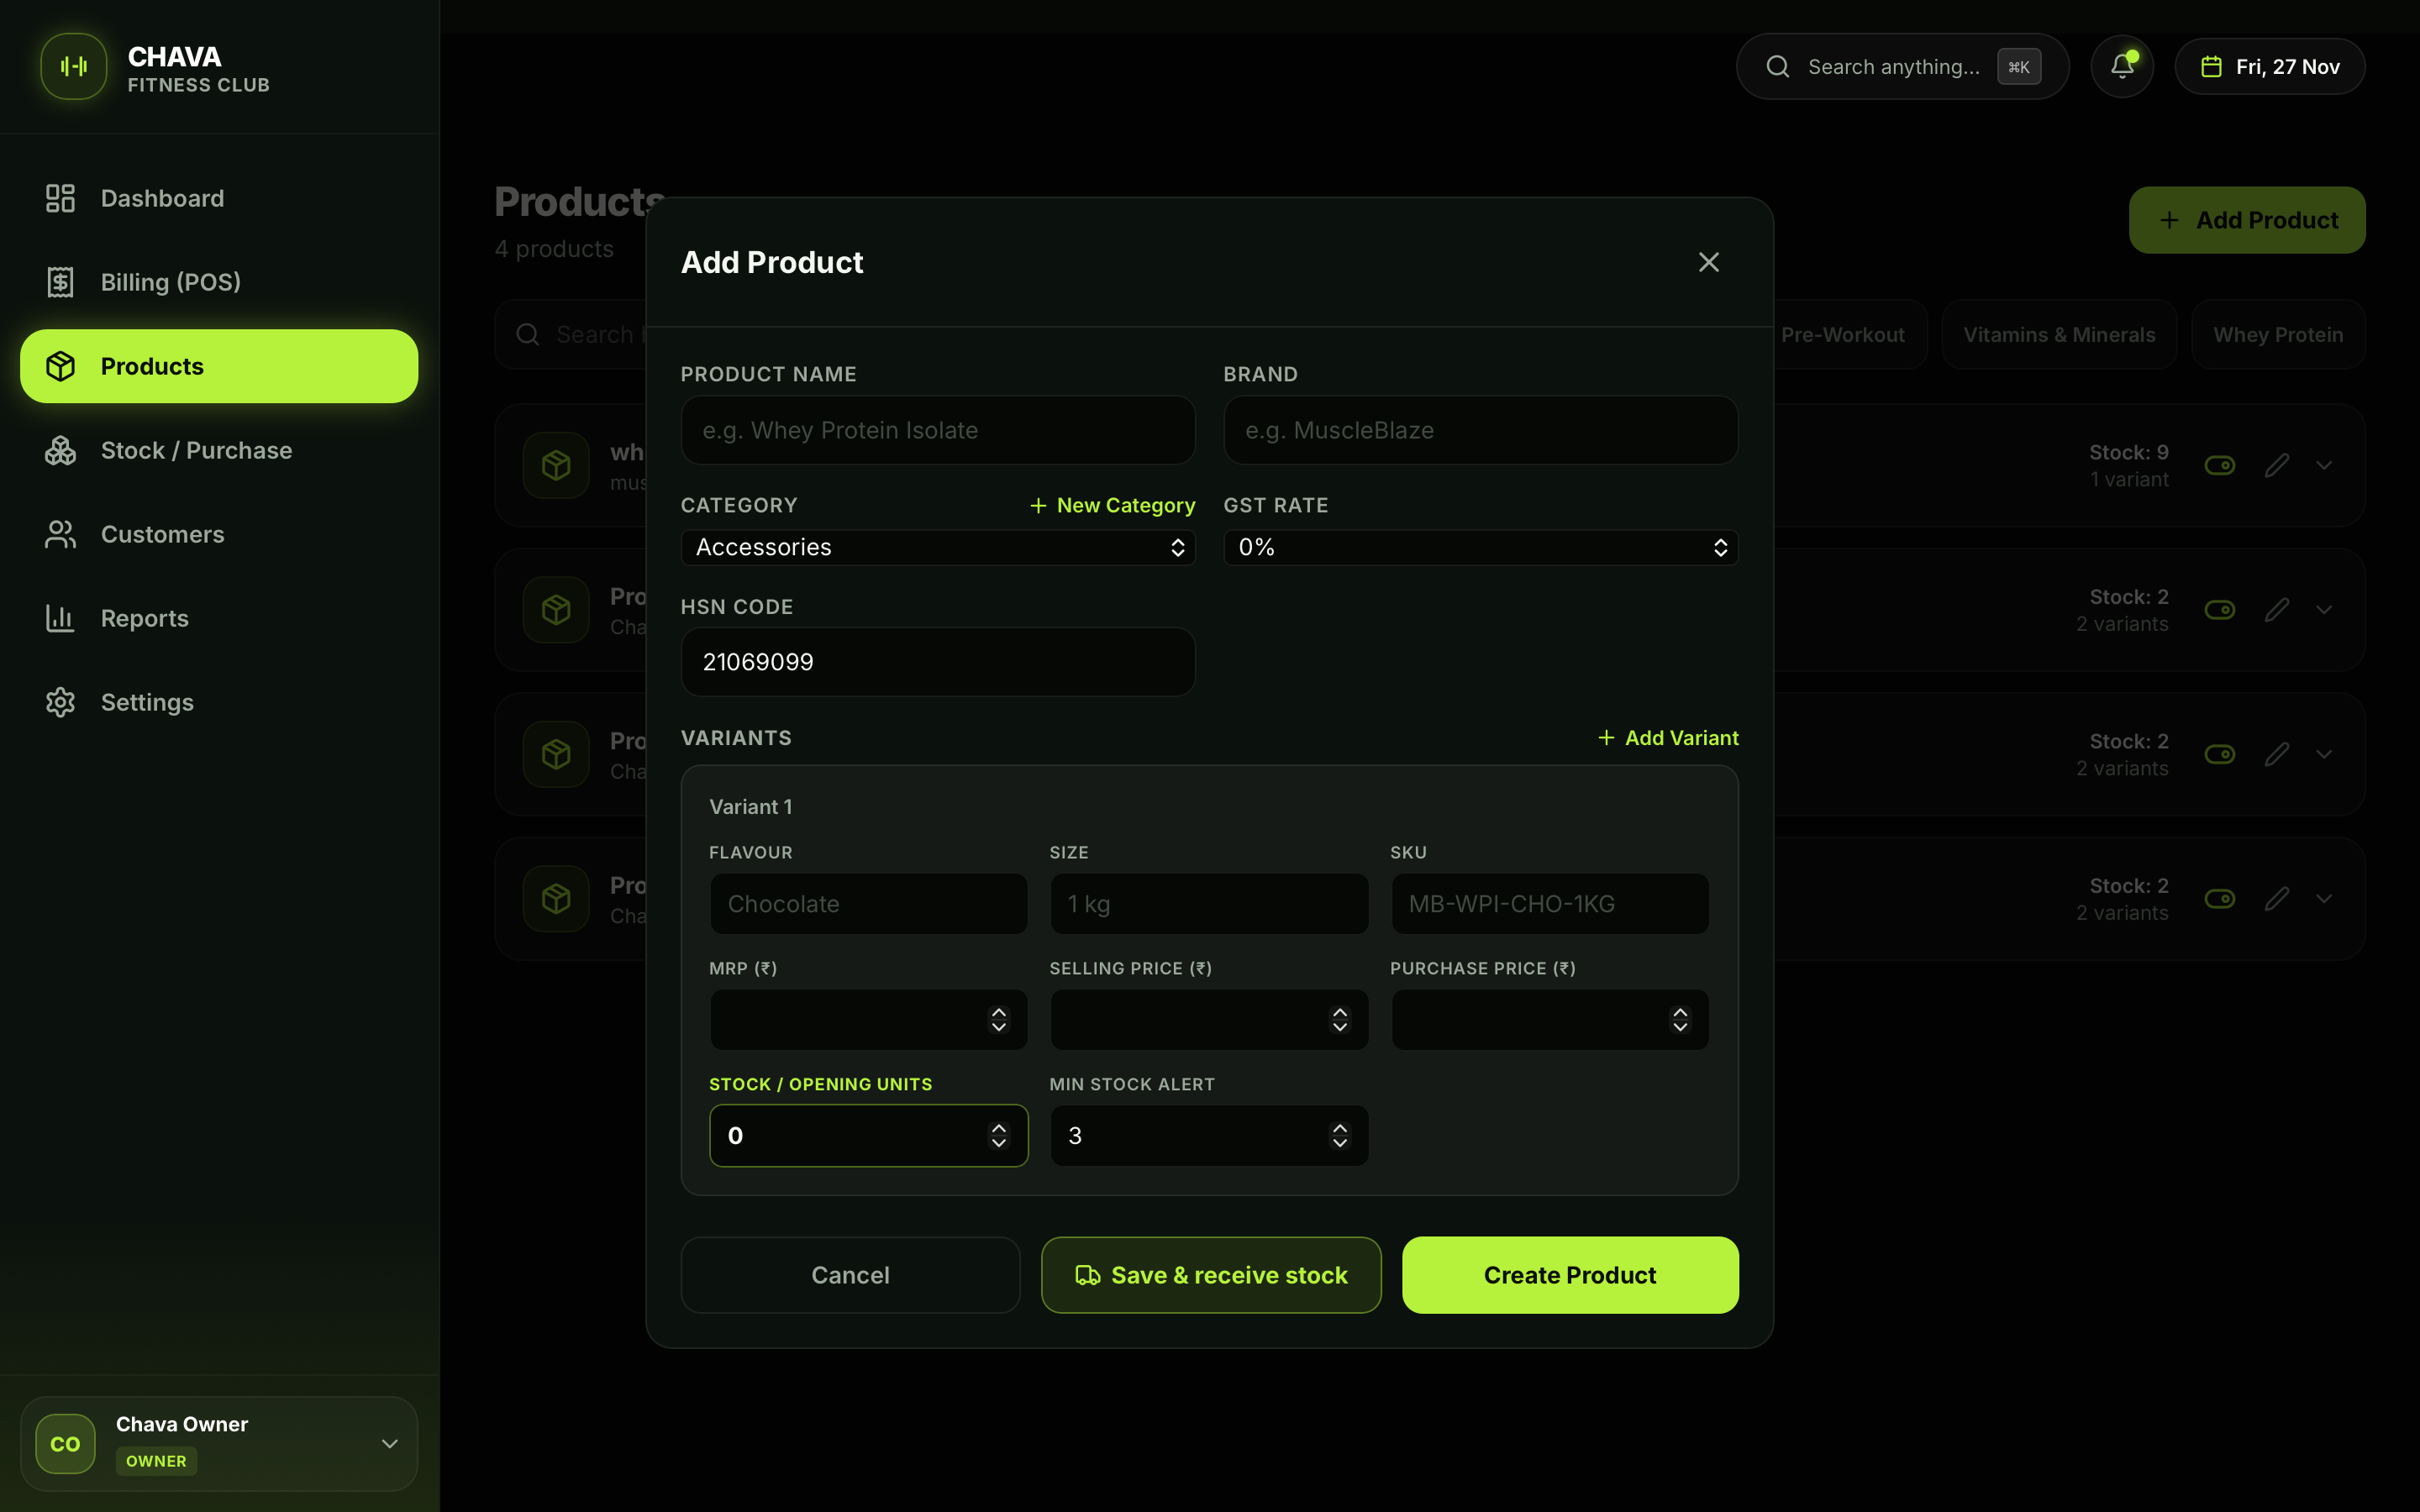 CHAVA
FITNESS CLUB
Search anything...
⌘K
Fri, 27 Nov
Dashboard
Billing (POS)
Products
Stock / Purchase
Customers
Reports
Settings
Products
4 products
Add Product
Search
Pre-Workout
Vitamins & Minerals
Whey Protein
Stock: 9
1 variant
Stock: 2
2 variants
Stock: 2
2 variants
Stock: 2
2 variants
Add Product
PRODUCT NAME
BRAND
e.g. Whey Protein Isolate
e.g. MuscleBlaze
CATEGORY
+ New Category
GST RATE
Accessories
0%
HSN CODE
21069099
VARIANTS
+ Add Variant
Variant 1
FLAVOUR
SIZE
SKU
Chocolate
1 kg
MB-WPI-CHO-1KG
MRP (₹)
SELLING PRICE (₹)
PURCHASE PRICE (₹)
STOCK / OPENING UNITS
MIN STOCK ALERT
0
3
Cancel
Save & receive stock
Create Product
CO
Chava Owner
OWNER